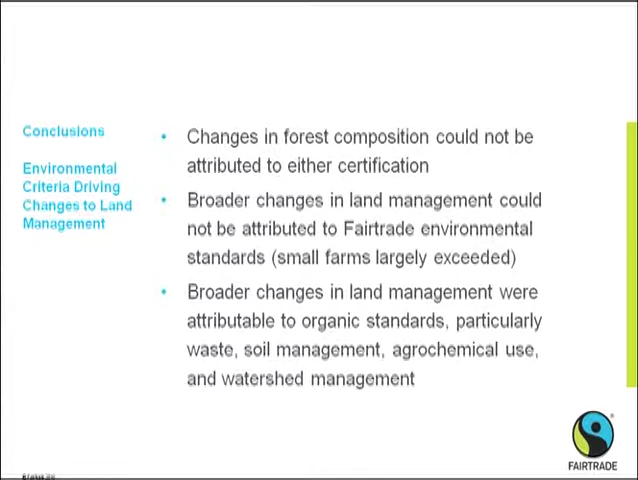 Conclusions
Environmental
Criteria Driving
Changes to Land
Management
• Changes in forest composition could not be
attributed to either certification
• Broader changes in land management could
not be attributed to Fairtrade environmental
standards (small farms largely exceeded)
• Broader changes in land management were
attributable to organic standards, particularly
waste, soil management, agrochemical use,
and watershed management
FAIRTRADE